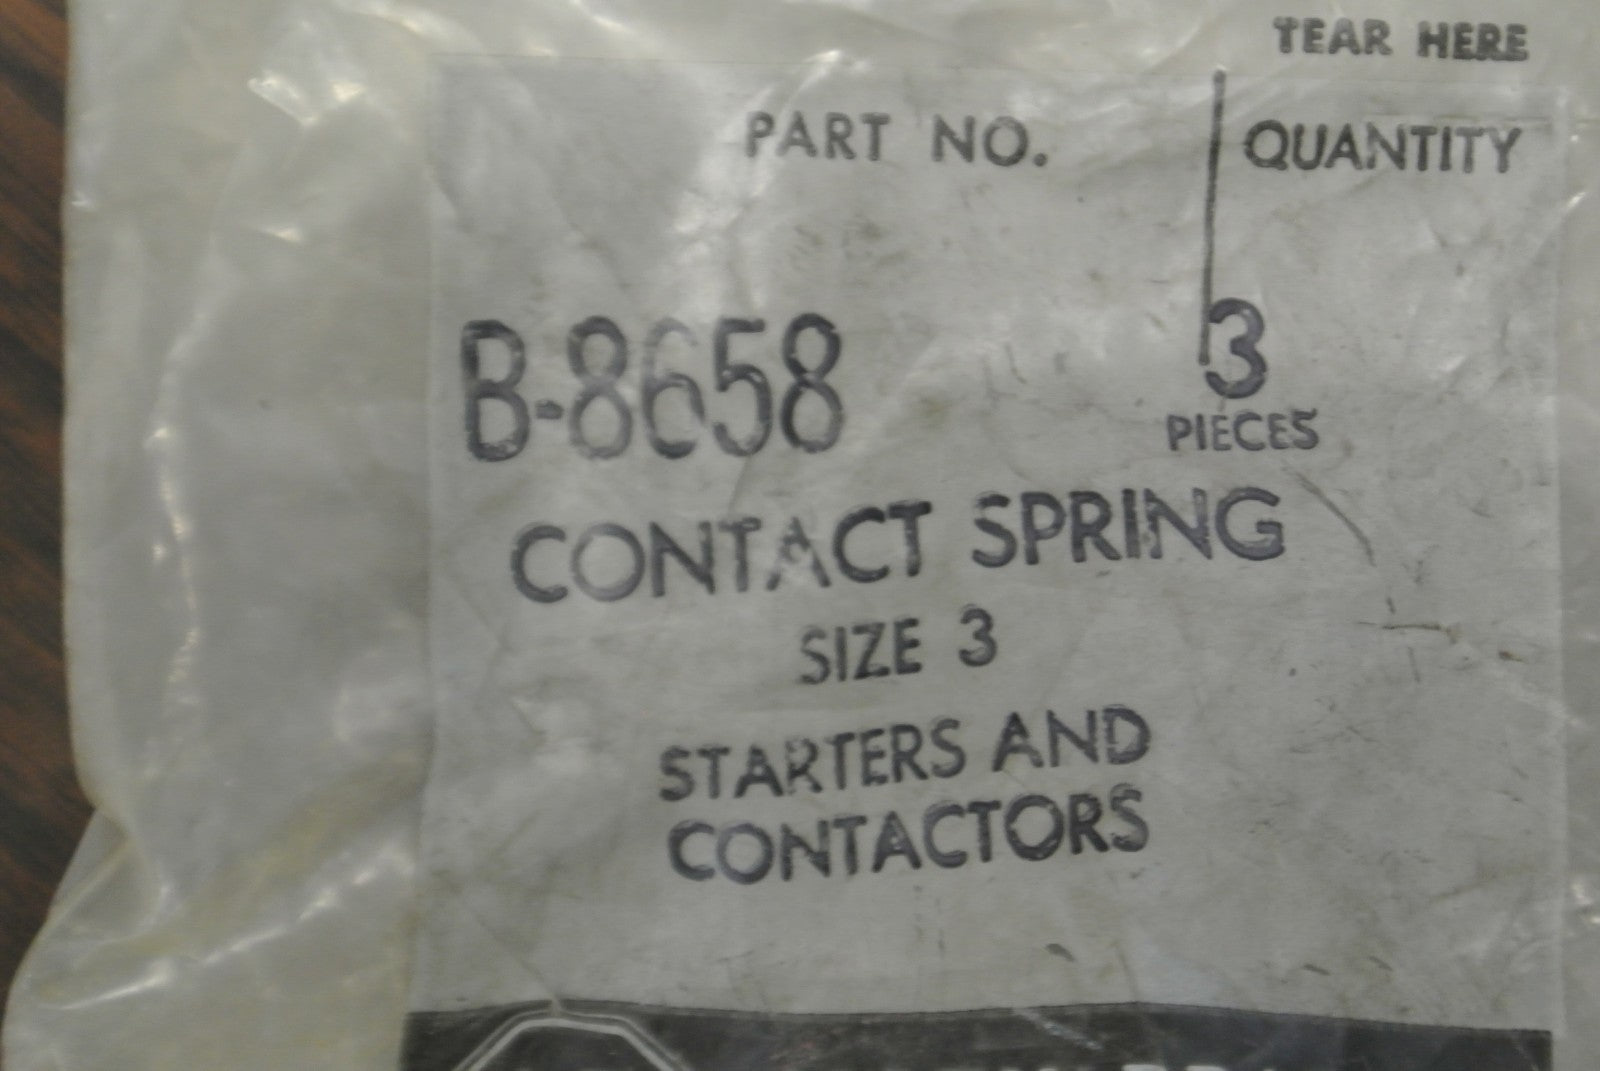 TEAR HERE
PART NO.
QUANTITY
B-8658
3
PIECES
CONTACT SPRING
SIZE 3
STARTERS AND
CONTACTORS